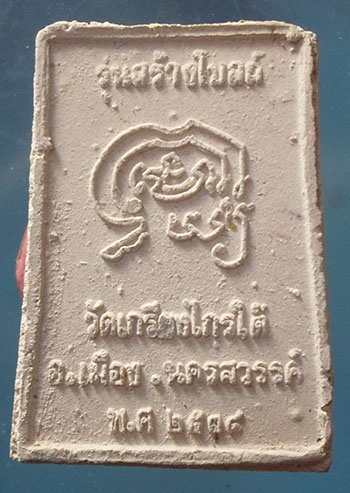 รุ่นสร้างโบสถ์
วัดเกรียงไกรใต้
อ.เมือง.นครสวรรค์
พ.ศ ๒๕๓๘